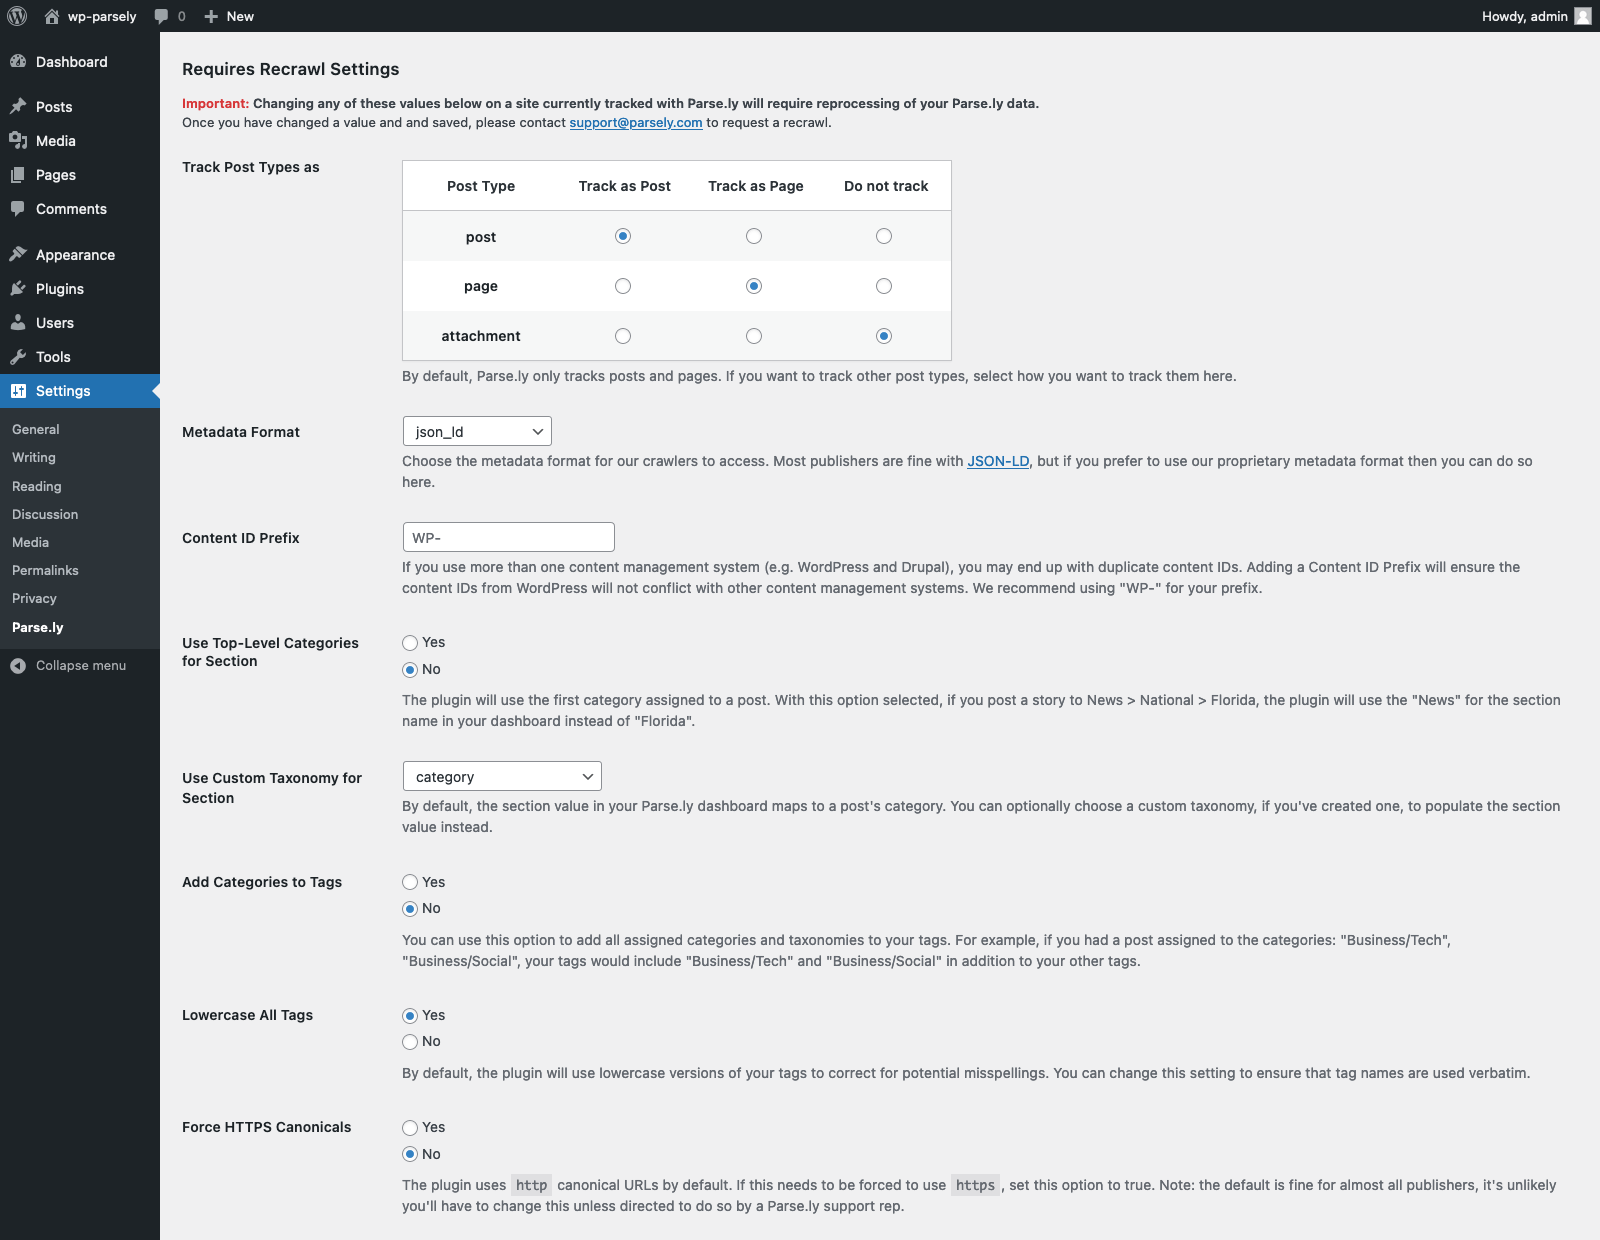 wp-parsely 0 New Howdy, admin
Dashboard
Posts
Media
Pages
Comments
Appearance
Plugins
Users
Tools
Settings
General
Writing
Reading
Discussion
Media
Permalinks
Privacy
Parse.ly
Collapse menu
Requires Recrawl Settings
Important: Changing any of these values below on a site currently tracked with Parse.ly will require reprocessing of your Parse.ly data.
Once you have changed a value and and saved, please contact support@parsely.com to request a recrawl.
Track Post Types as
Post Type Track as Post Track as Page Do not track
post
page
attachment
By default, Parse.ly only tracks posts and pages. If you want to track other post types, select how you want to track them here.
Metadata Format
json_ld
Choose the metadata format for our crawlers to access. Most publishers are fine with JSON-LD, but if you prefer to use our proprietary metadata format then you can do so
here.
Content ID Prefix
WP-
If you use more than one content management system (e.g. WordPress and Drupal), you may end up with duplicate content IDs. Adding a Content ID Prefix will ensure the
content IDs from WordPress will not conflict with other content management systems. We recommend using "WP-" for your prefix.
Use Top-Level Categories
for Section
Yes
No
The plugin will use the first category assigned to a post. With this option selected, if you post a story to News > National > Florida, the plugin will use the "News" for the section
name in your dashboard instead of "Florida".
Use Custom Taxonomy for
Section
category
By default, the section value in your Parse.ly dashboard maps to a post's category. You can optionally choose a custom taxonomy, if you've created one, to populate the section
value instead.
Add Categories to Tags
Yes
No
You can use this option to add all assigned categories and taxonomies to your tags. For example, if you had a post assigned to the categories: "Business/Tech",
"Business/Social", your tags would include "Business/Tech" and "Business/Social" in addition to your other tags.
Lowercase All Tags
Yes
No
By default, the plugin will use lowercase versions of your tags to correct for potential misspellings. You can change this setting to ensure that tag names are used verbatim.
Force HTTPS Canonicals
Yes
No
The plugin uses http canonical URLs by default. If this needs to be forced to use https , set this option to true. Note: the default is fine for almost all publishers, it's unlikely
you'll have to change this unless directed to do so by a Parse.ly support rep.